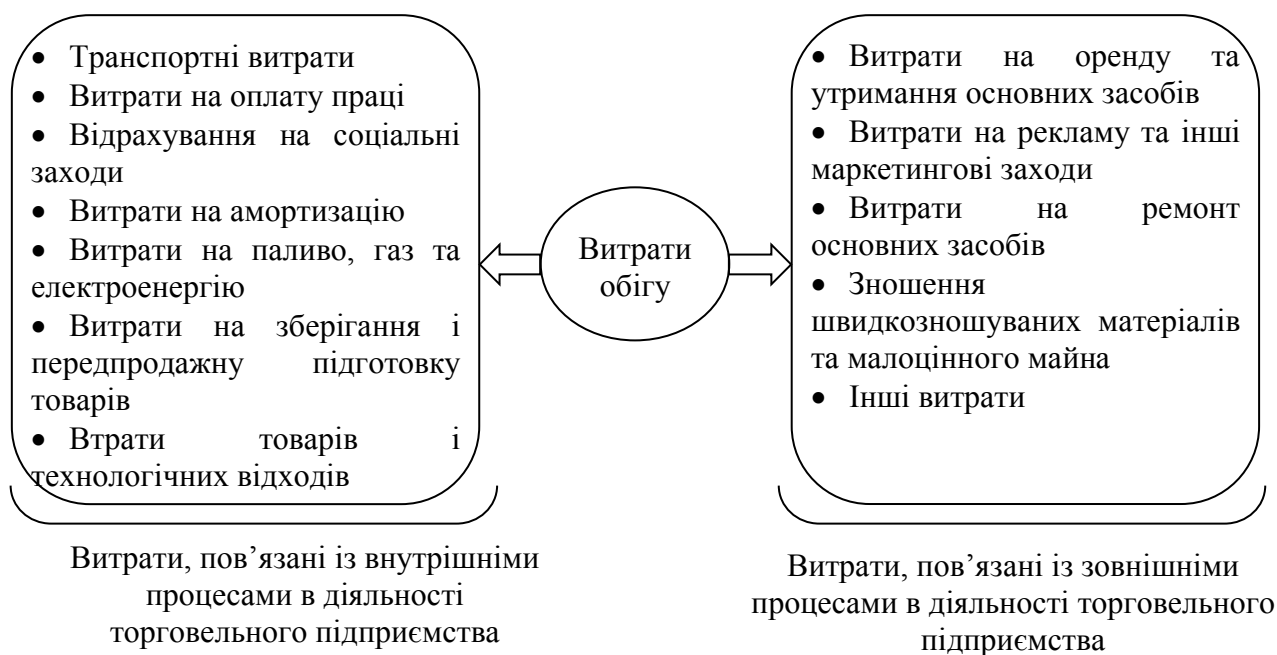 • Транспортні витрати
• Витрати на оплату праці
• Відрахування на соціальні
заходи
• Витрати на амортизацію
• Витрати на паливо, газ та
електроенергію
• Витрати на зберігання і
передпродажну підготовку
товарів
• Втрати товарів і
технологічних відходів
Витрати
обігу
• Витрати на оренду та
утримання основних засобів
• Витрати на рекламу та інші
маркетингові заходи
• Витрати на ремонт
основних засобів
• Зношення
швидкозношуваних матеріалів
та малоцінного майна
• Інші витрати
Витрати, пов’язані із внутрішніми
процесами в діяльності
торговельного підприємства
Витрати, пов’язані із зовнішніми
процесами в діяльності торговельного
підприємства